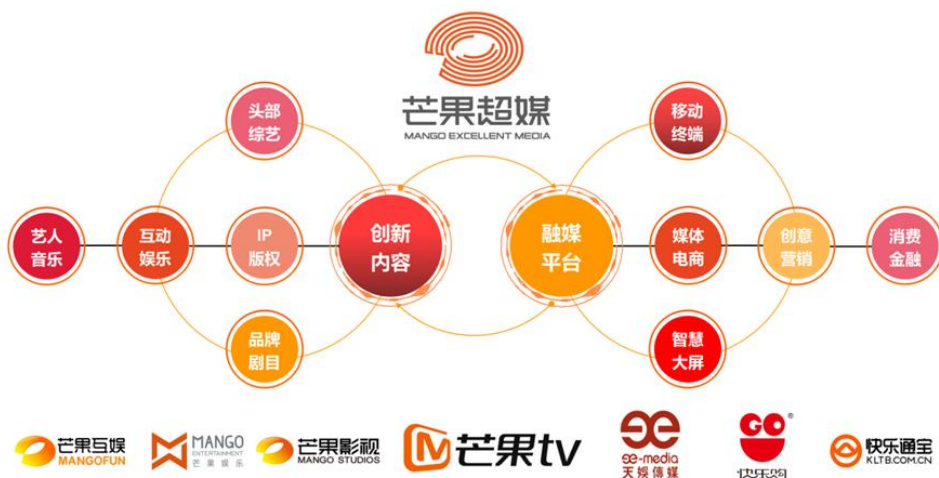 芒果超媒
MANGO EXCELLENT MEDIA
头部
综艺
移动
终端
艺人
音乐
互动
娱乐
IP
版权
创新
内容
融媒
平台
媒体
电商
创意
营销
消费
金融
品牌
剧目
智慧
大屏
芒果互娱
MANGOFUN
MANGO
ENTERTAINMENT
芒果娱乐
芒果影视
MANGO STUDIOS
芒果tv
ee-media
天娱傳媒
GO
®
快乐购
快乐通宝
KLTB.COM.CN